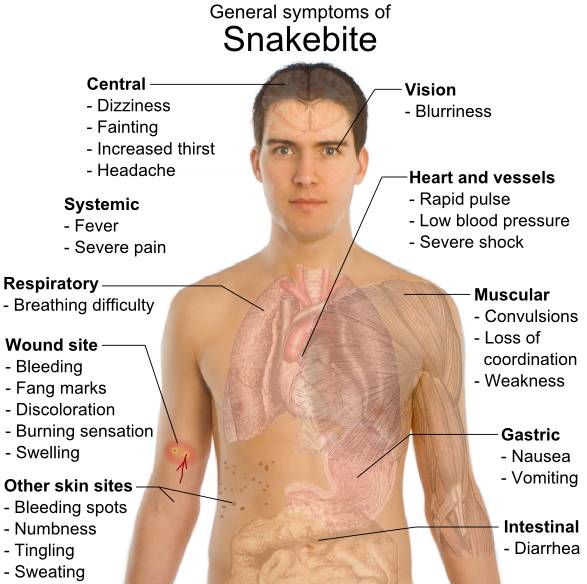 General symptoms of
Snakebite
Central
- Dizziness
- Fainting
- Increased thirst
- Headache
Systemic
- Fever
- Severe pain
Respiratory
- Breathing difficulty
Wound site
- Bleeding
- Fang marks
- Discoloration
- Burning sensation
- Swelling
Other skin sites
- Bleeding spots
- Numbness
- Tingling
- Sweating
Vision
- Blurriness
Heart and vessels
- Rapid pulse
- Low blood pressure
- Severe shock
Muscular
- Convulsions
- Loss of
coordination
- Weakness
Gastric
- Nausea
- Vomiting
Intestinal
- Diarrhea